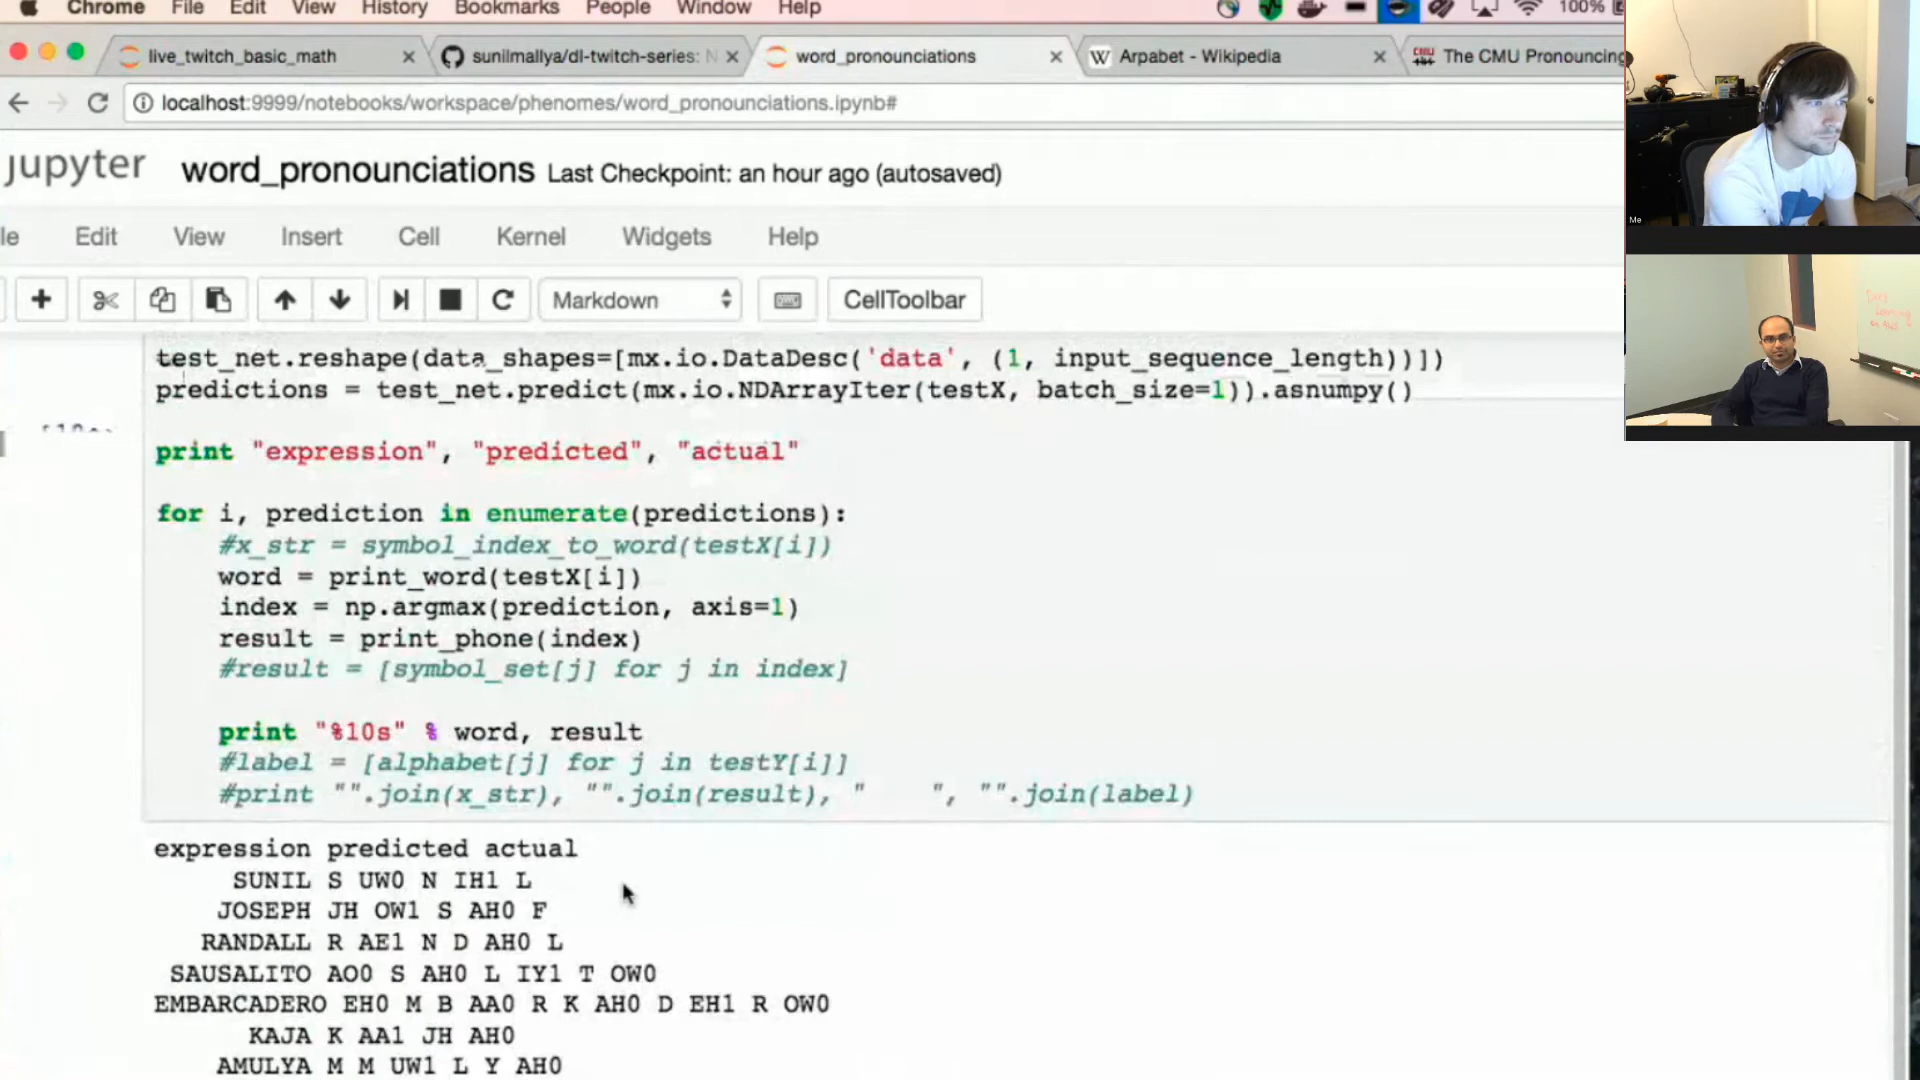 Chrome File Edit View History Bookmarks People Window Help 100%
live_twitch_basic_math
sunilmallya/dl-twitch-series: N
word_pronounciations
Arpabet - Wikipedia
The CMU Pronouncing
localhost:9999/notebooks/workspace/phenomes/word_pronounciations.ipynb#
jupyter word_pronounciations Last Checkpoint: an hour ago (autosaved)
le Edit View Insert Cell Kernel Widgets Help
Markdown CellToolbar
test_net.reshape(data_shapes=[mx.io.DataDesc('data', (1, input_sequence_length))])
predictions = test_net.predict(mx.io.NDArrayIter(testX, batch_size=1)).asnumpy()
print "expression", "predicted", "actual"
for i, prediction in enumerate(predictions):
#x_str = symbol_index_to_word(testX[i])
word = print_word(testX[i])
index = np.argmax(prediction, axis=1)
result = print_phone(index)
#result = [symbol_set[j] for j in index]
print "%10s" % word, result
#label = [alphabet[j] for j in testY[i]]
#print "".join(x_str), "".join(result), "    ", "".join(label)
expression predicted actual
SUNIL S UW0 N IH1 L
JOSEPH JH OW1 S AH0 F
RANDALL R AE1 N D AH0 L
SAUSALITO AO0 S AH0 L IY1 T OW0
EMBARCADERO EH0 M B AA0 R K AH0 D EH1 R OW0
KAJA K AA1 JH AH0
AMULYA M M UW1 L Y AH0
Me
Deep
Learning
on AWS